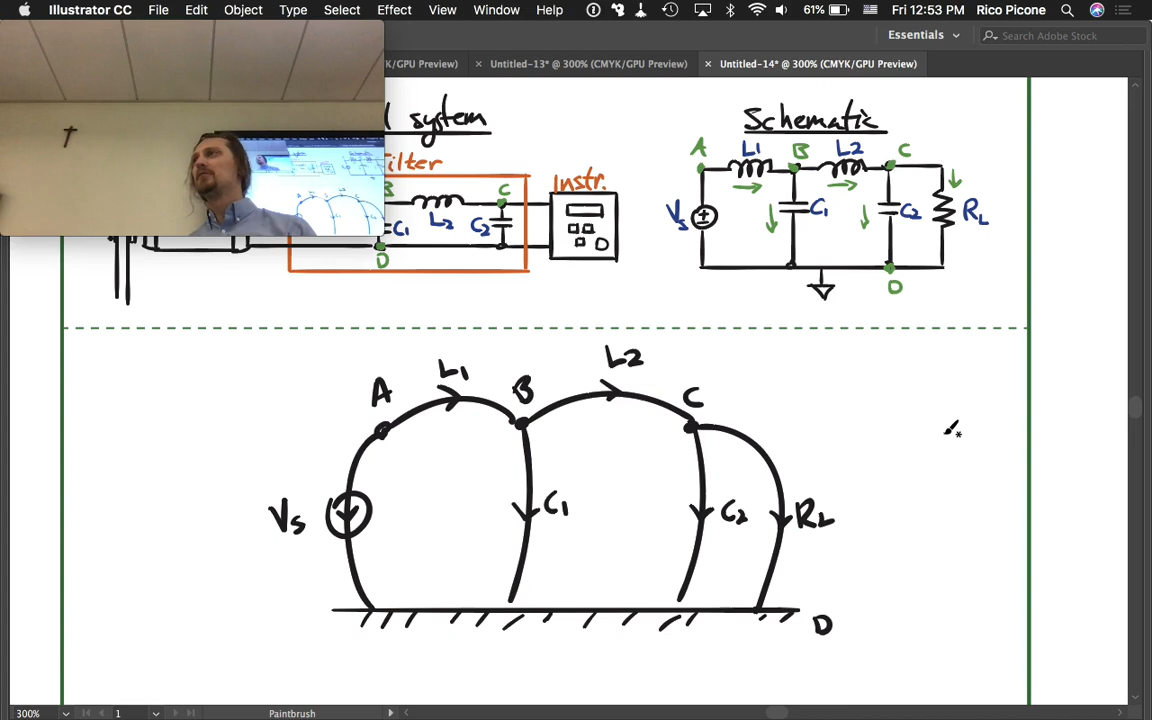 Illustrator CC File Edit Object Type Select Effect View Window Help 61% Fri 12:53 PM Rico Picone
Essentials Search Adobe Stock
K/GPU Preview) × Untitled-13* @ 300% (CMYK/GPU Preview) × Untitled-14* @ 300% (CMYK/GPU Preview)
system
Schematic
A L1 B L2 C
Instr.
B C
L2 C1 C2
D
Vs C1 C2 RL
D
L1 L2
A B C
Vs C1 C2 RL
D
300% 1 Paintbrush